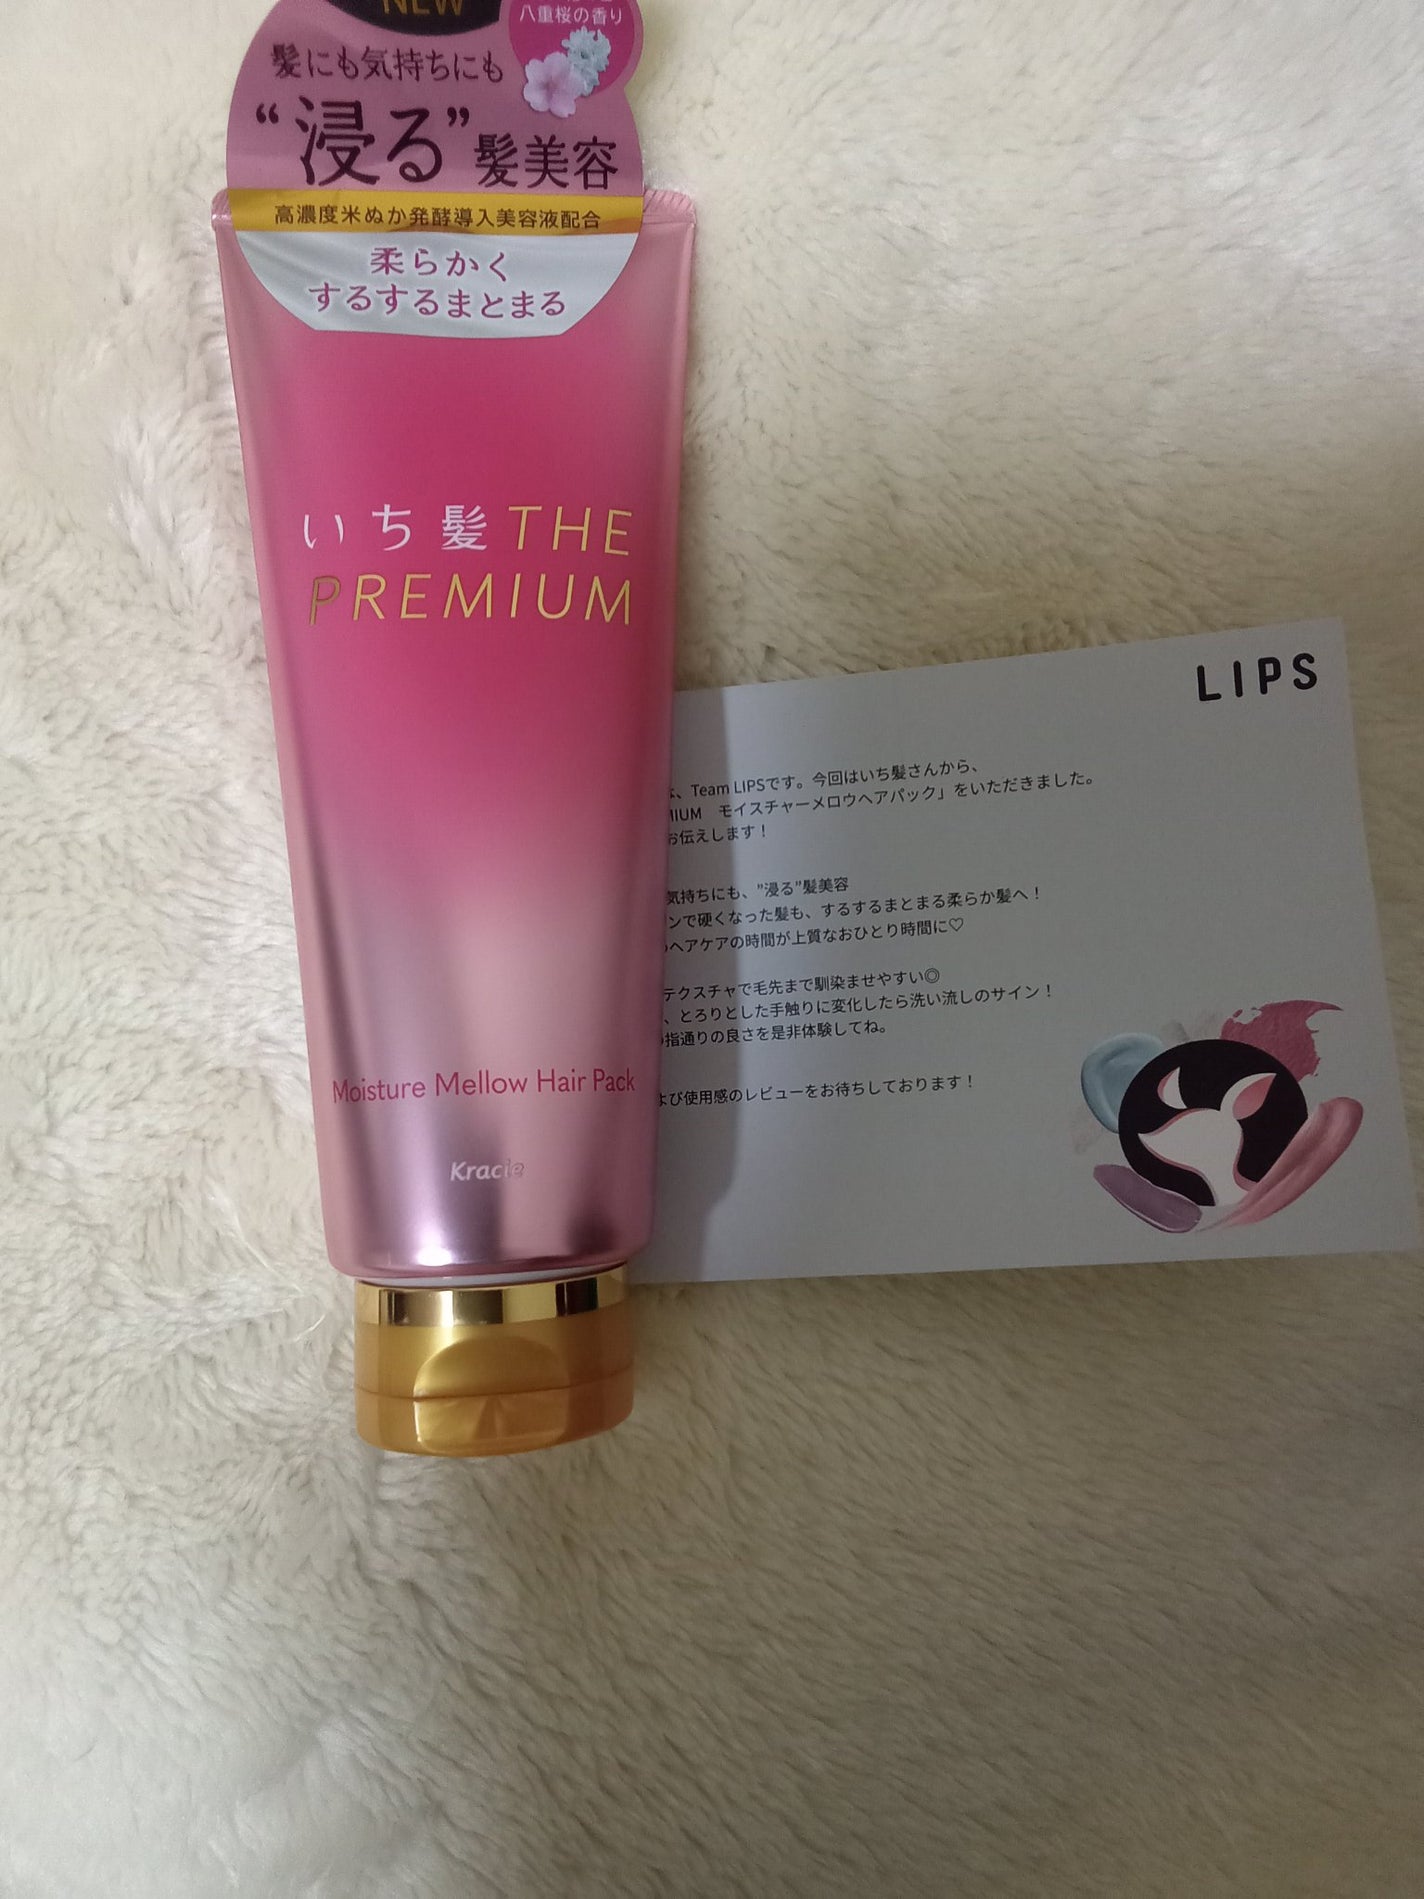 NEW
八重桜の香り
髪にも気持ちにも
“浸る”髪美容
高濃度米ぬか発酵導入美容液配合
柔らかく
するするまとまる
いち髪 THE
PREMIUM
Moisture Mellow Hair Pack
Kracie
LIPS
、Team LIPSです。今回はいち髪さんから、
IUM　モイスチャーメロウヘアパック」をいただきました。
お伝えします！
気持ちにも、”浸る”髪美容
ンで硬くなった髪も、するするまとまる柔らか髪へ！
ヘアケアの時間が上質なおひとり時間に♡
テクスチャで毛先まで馴染ませやすい◎
、とろりとした手触りに変化したら洗い流しのサイン！
指通りの良さを是非体験してね。
よび使用感のレビューをお待ちしております！